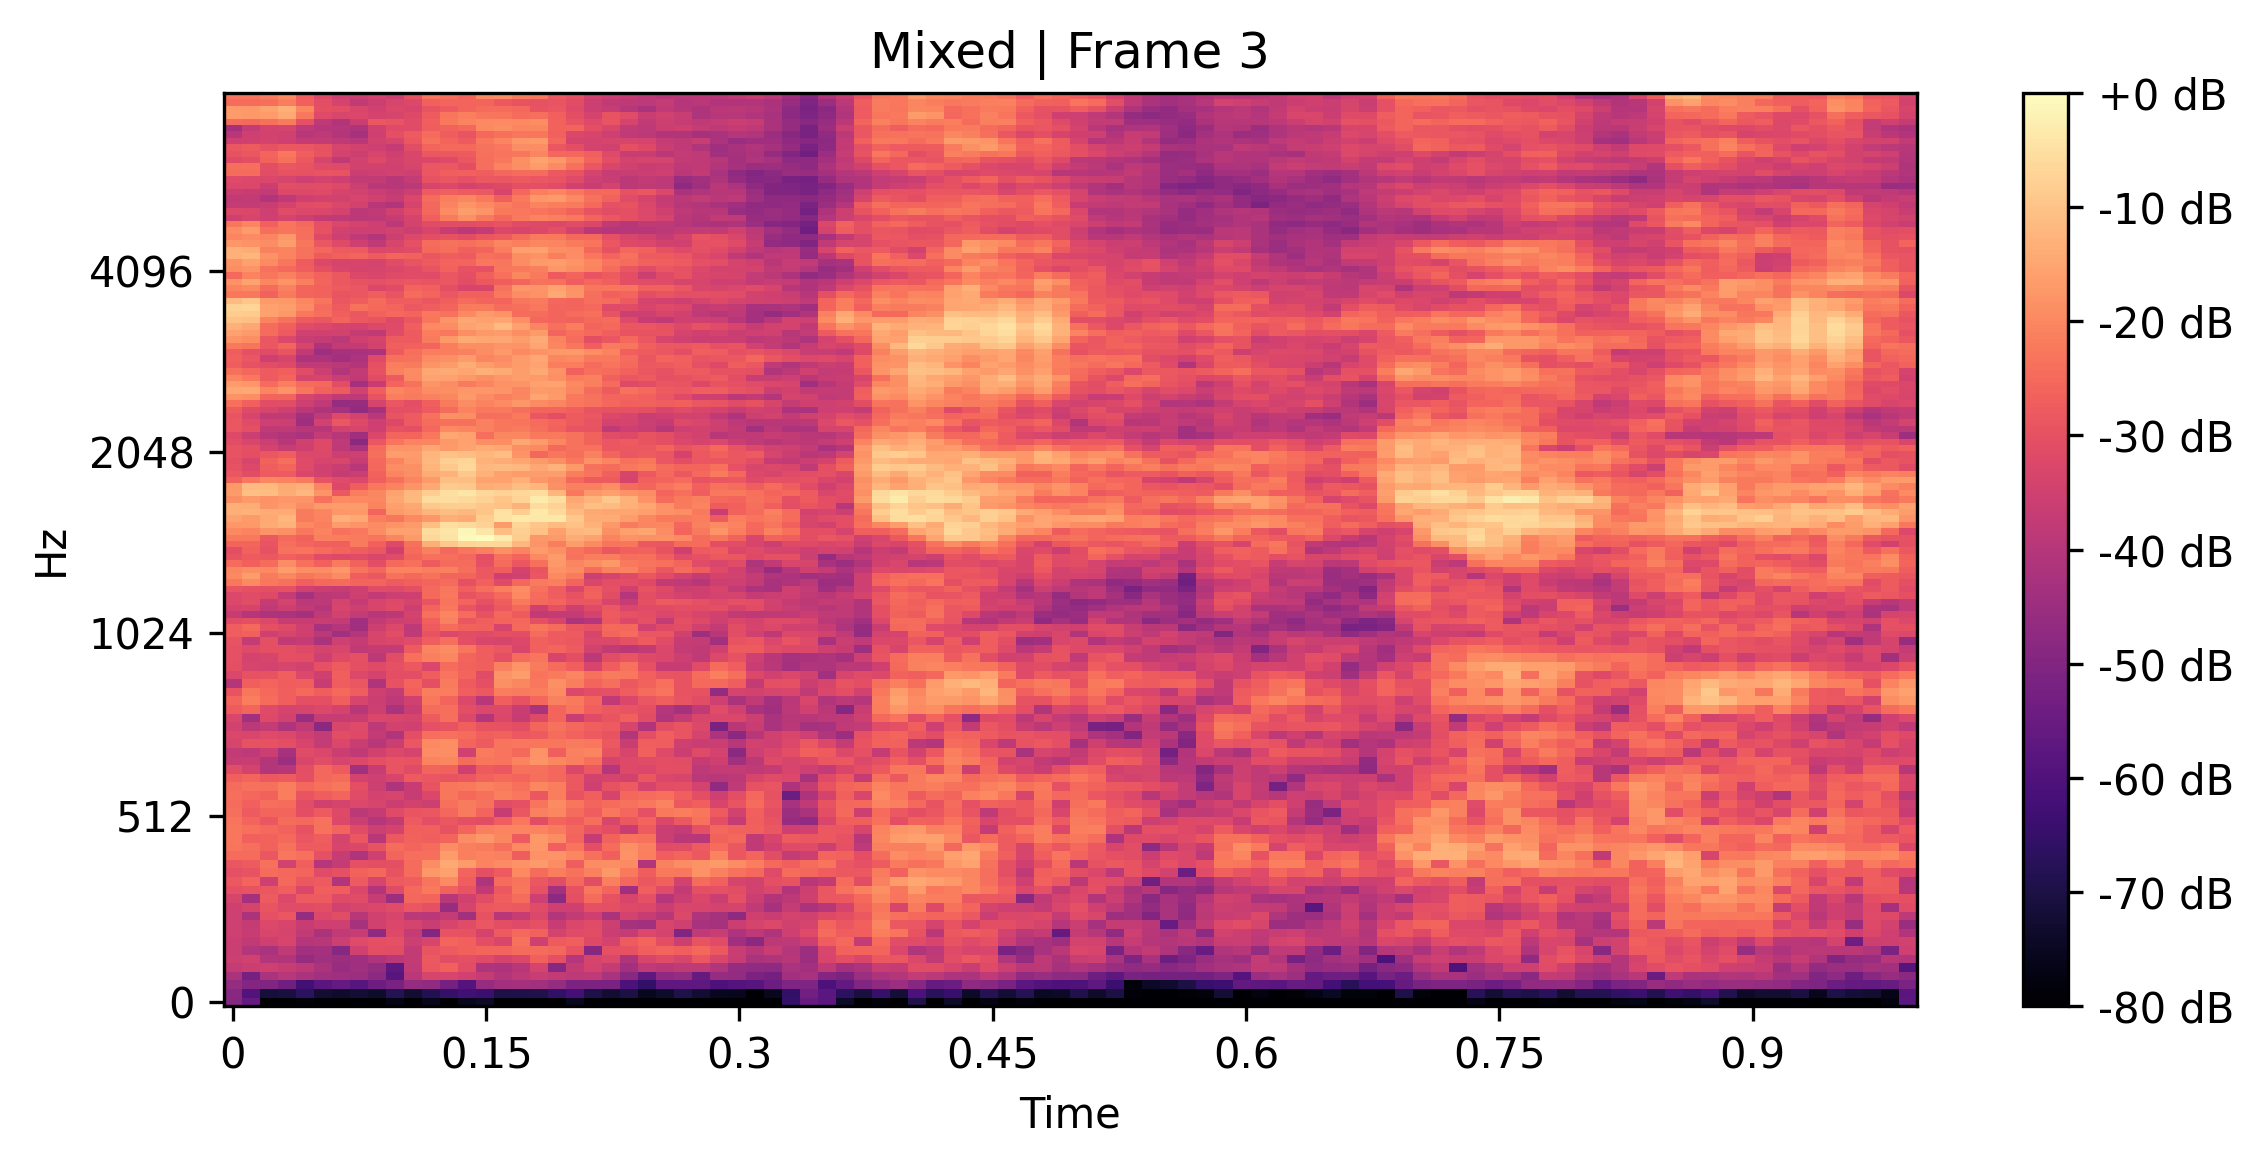 Mixed | Frame 3
Hz
4096
2048
1024
512
0
0 0.15 0.3 0.45 0.6 0.75 0.9
Time
+0 dB
-10 dB
-20 dB
-30 dB
-40 dB
-50 dB
-60 dB
-70 dB
-80 dB